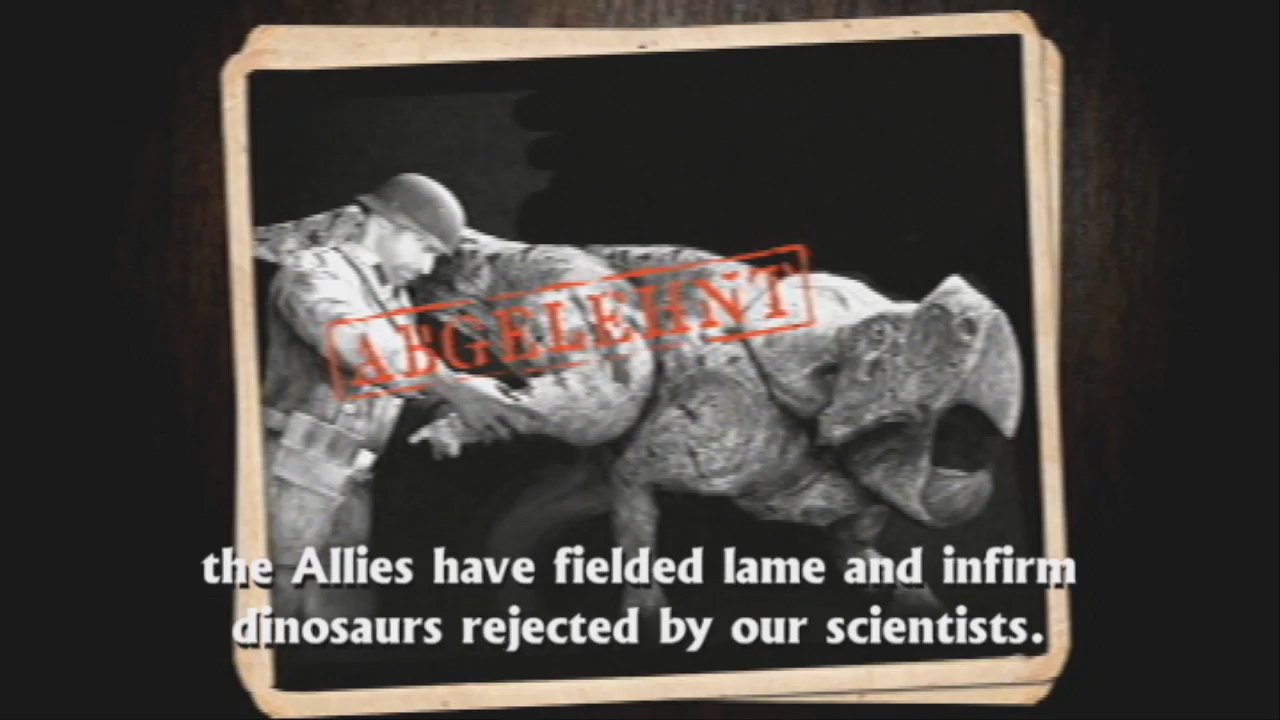 ABGELEHNT
the Allies have fielded lame and infirm
dinosaurs rejected by our scientists.